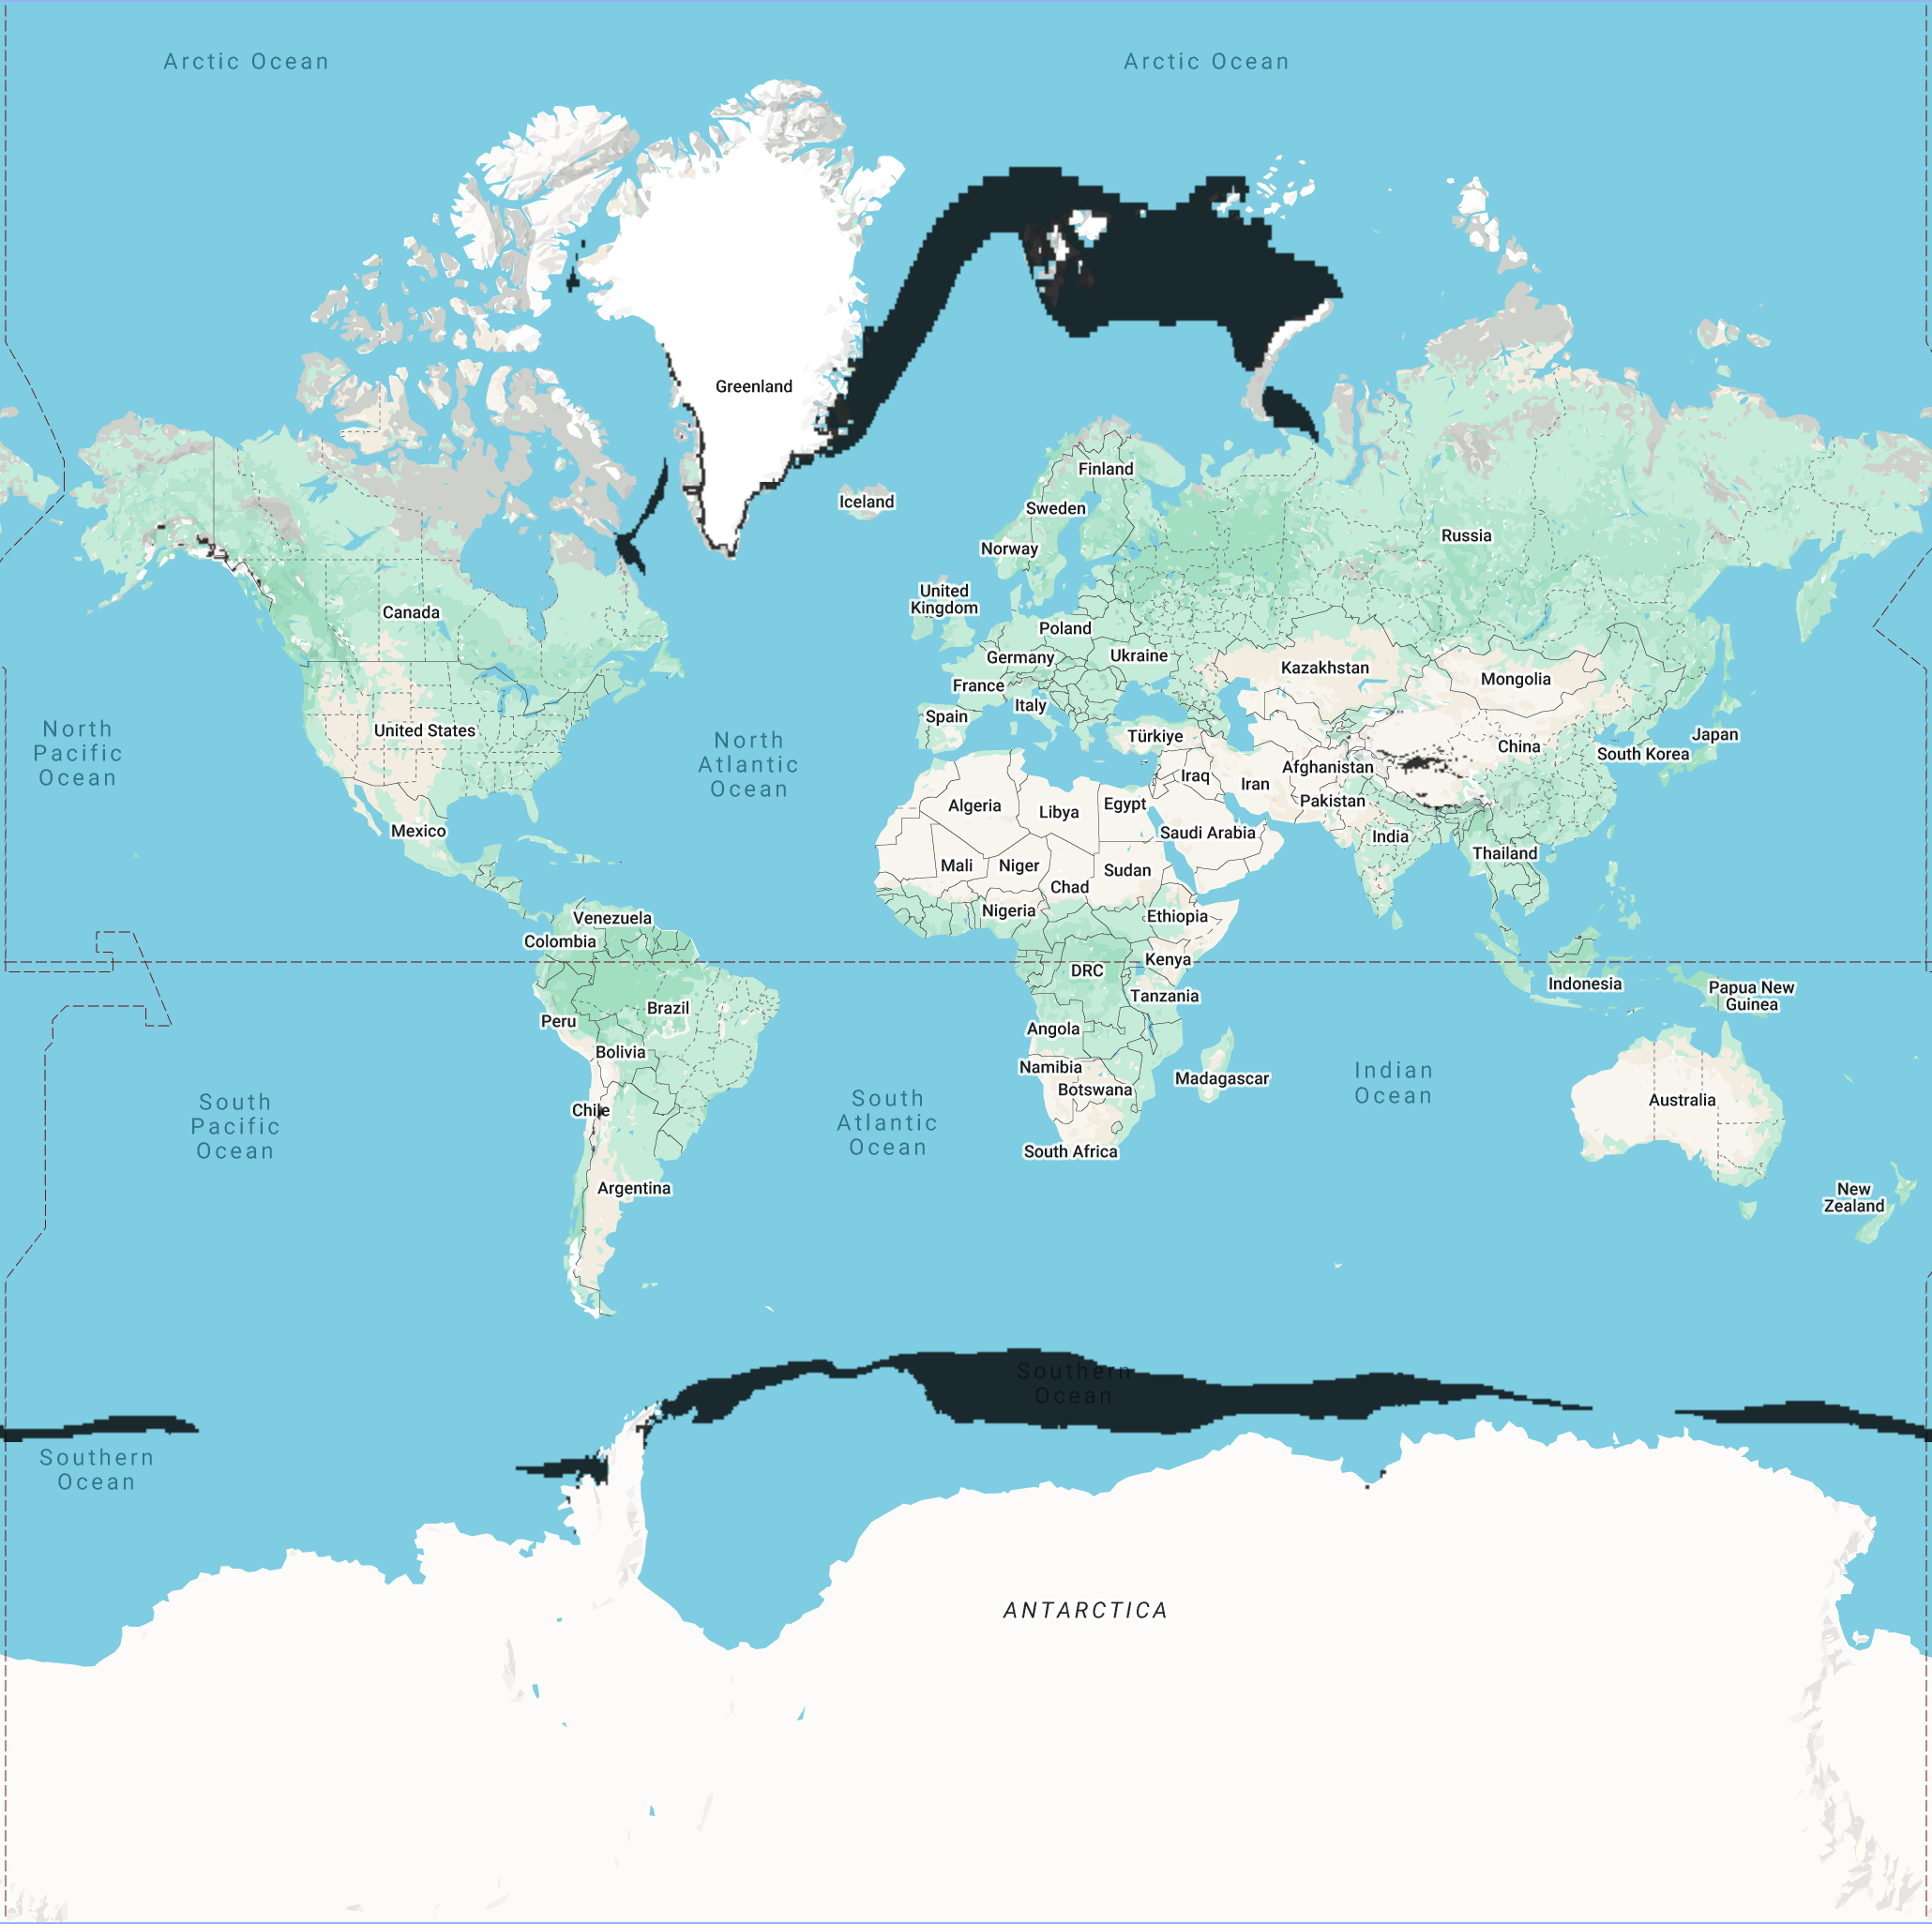 Arctic Ocean
Arctic Ocean
Greenland
Finland
Iceland
Sweden
Russia
Norway
United
Kingdom
Canada
Poland
Ukraine
Germany
Kazakhstan
Mongolia
France
Italy
Spain
North
Pacific
Ocean
United States
North
Atlantic
Ocean
Türkiye
Japan
China
South Korea
Afghanistan
Iraq
Iran
Pakistan
Algeria
Libya
Egypt
Mexico
Saudi Arabia
India
Thailand
Mali
Niger
Sudan
Chad
Nigeria
Ethiopia
Venezuela
Colombia
Kenya
DRC
Indonesia
Papua New
Guinea
Tanzania
Brazil
Peru
Angola
Bolivia
Namibia
Madagascar
Botswana
Indian
Ocean
Australia
South
Pacific
Ocean
Chile
South
Atlantic
Ocean
South Africa
Argentina
New
Zealand
Southern
Ocean
Southern
Ocean
ANTARCTICA